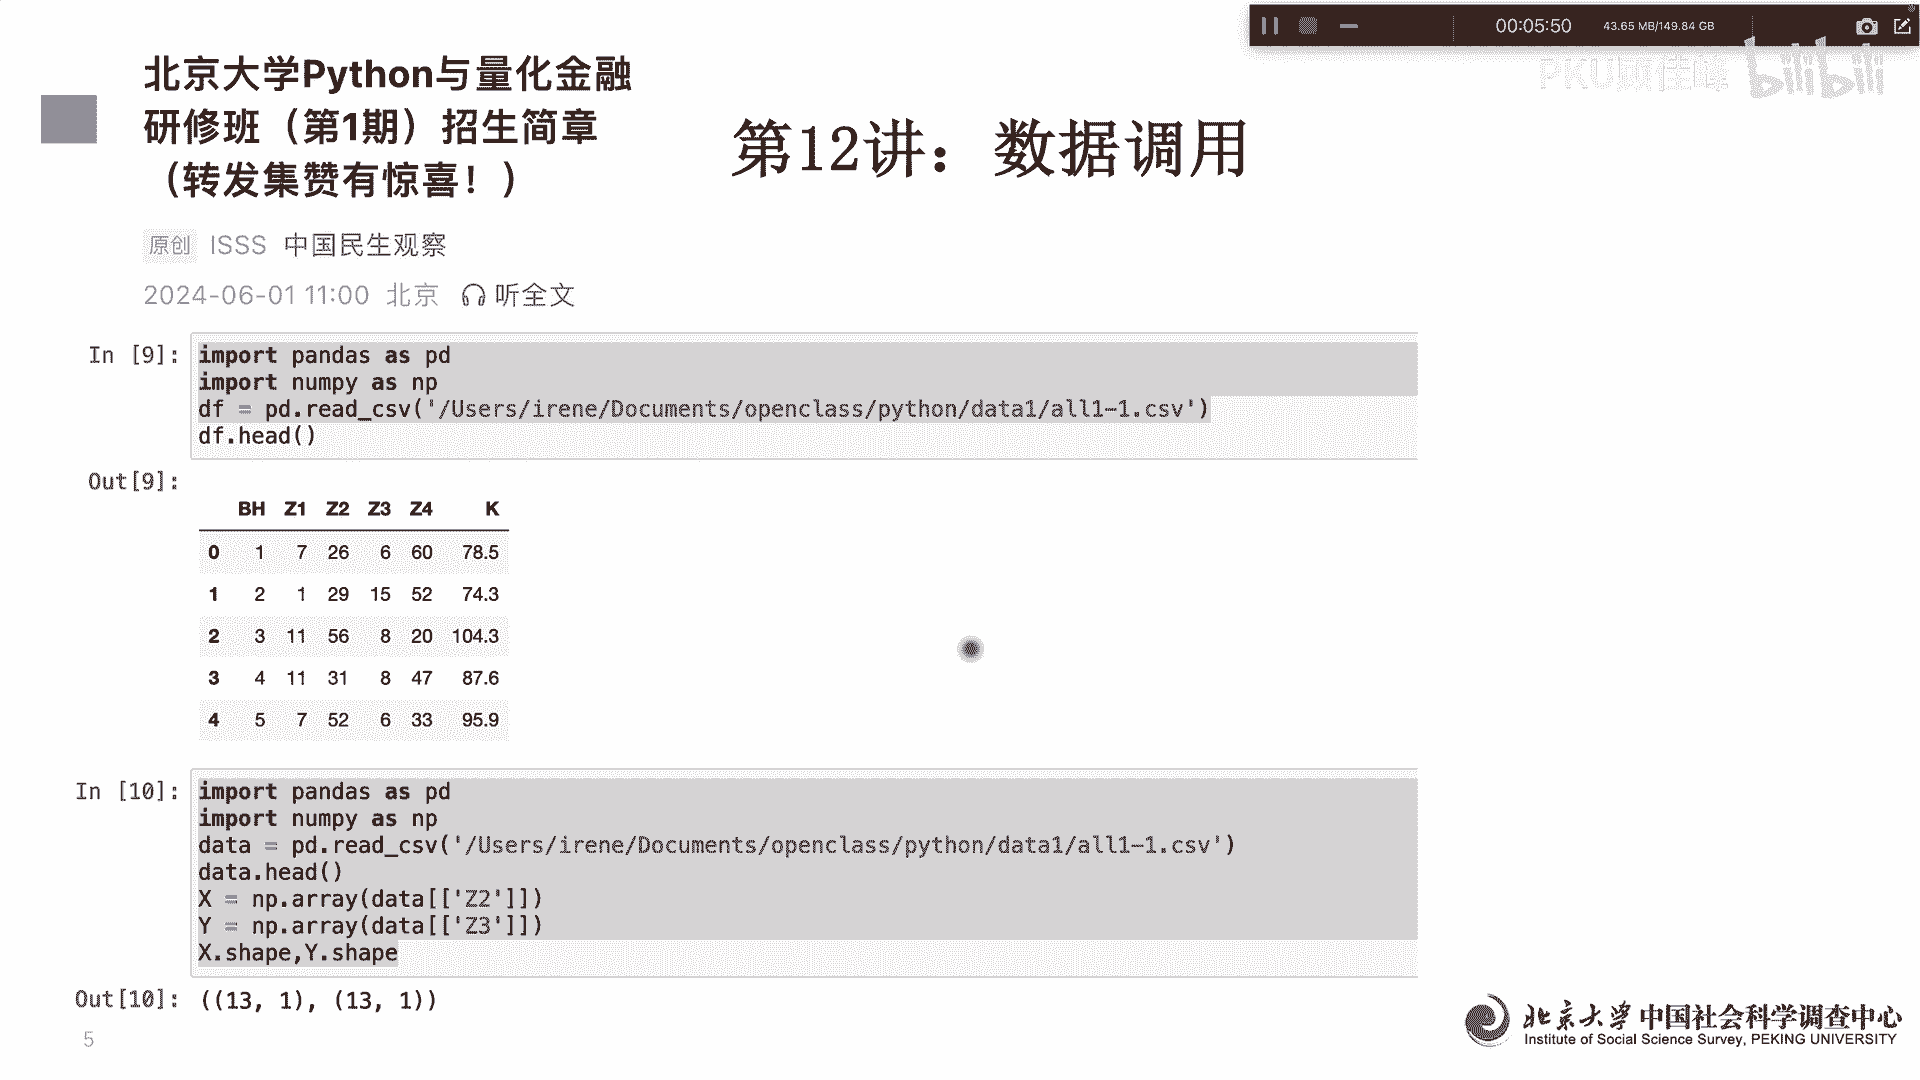 00:05:50
43.65 MB/149.84 GB
PKU顾佳峰 bilibili
北京大学Python与量化金融
研修班（第1期）招生简章
（转发集赞有惊喜！）
第12讲：数据调用
原创 ISSS 中国民生观察
2024-06-01 11:00 北京 听全文
In [9]:
import pandas as pd
import numpy as np
df = pd.read_csv('/Users/irene/Documents/openclass/python/data1/all1-1.csv')
df.head()
Out[9]:
BH Z1 Z2 Z3 Z4 K
0 1 7 26 6 60 78.5
1 2 1 29 15 52 74.3
2 3 11 56 8 20 104.3
3 4 11 31 8 47 87.6
4 5 7 52 6 33 95.9
In [10]:
import pandas as pd
import numpy as np
data = pd.read_csv('/Users/irene/Documents/openclass/python/data1/all1-1.csv')
data.head()
X = np.array(data[['Z2']])
Y = np.array(data[['Z3']])
X.shape,Y.shape
Out[10]: ((13, 1), (13, 1))
5
北京大学中国社会科学调查中心
Institute of Social Science Survey, PEKING UNIVERSITY